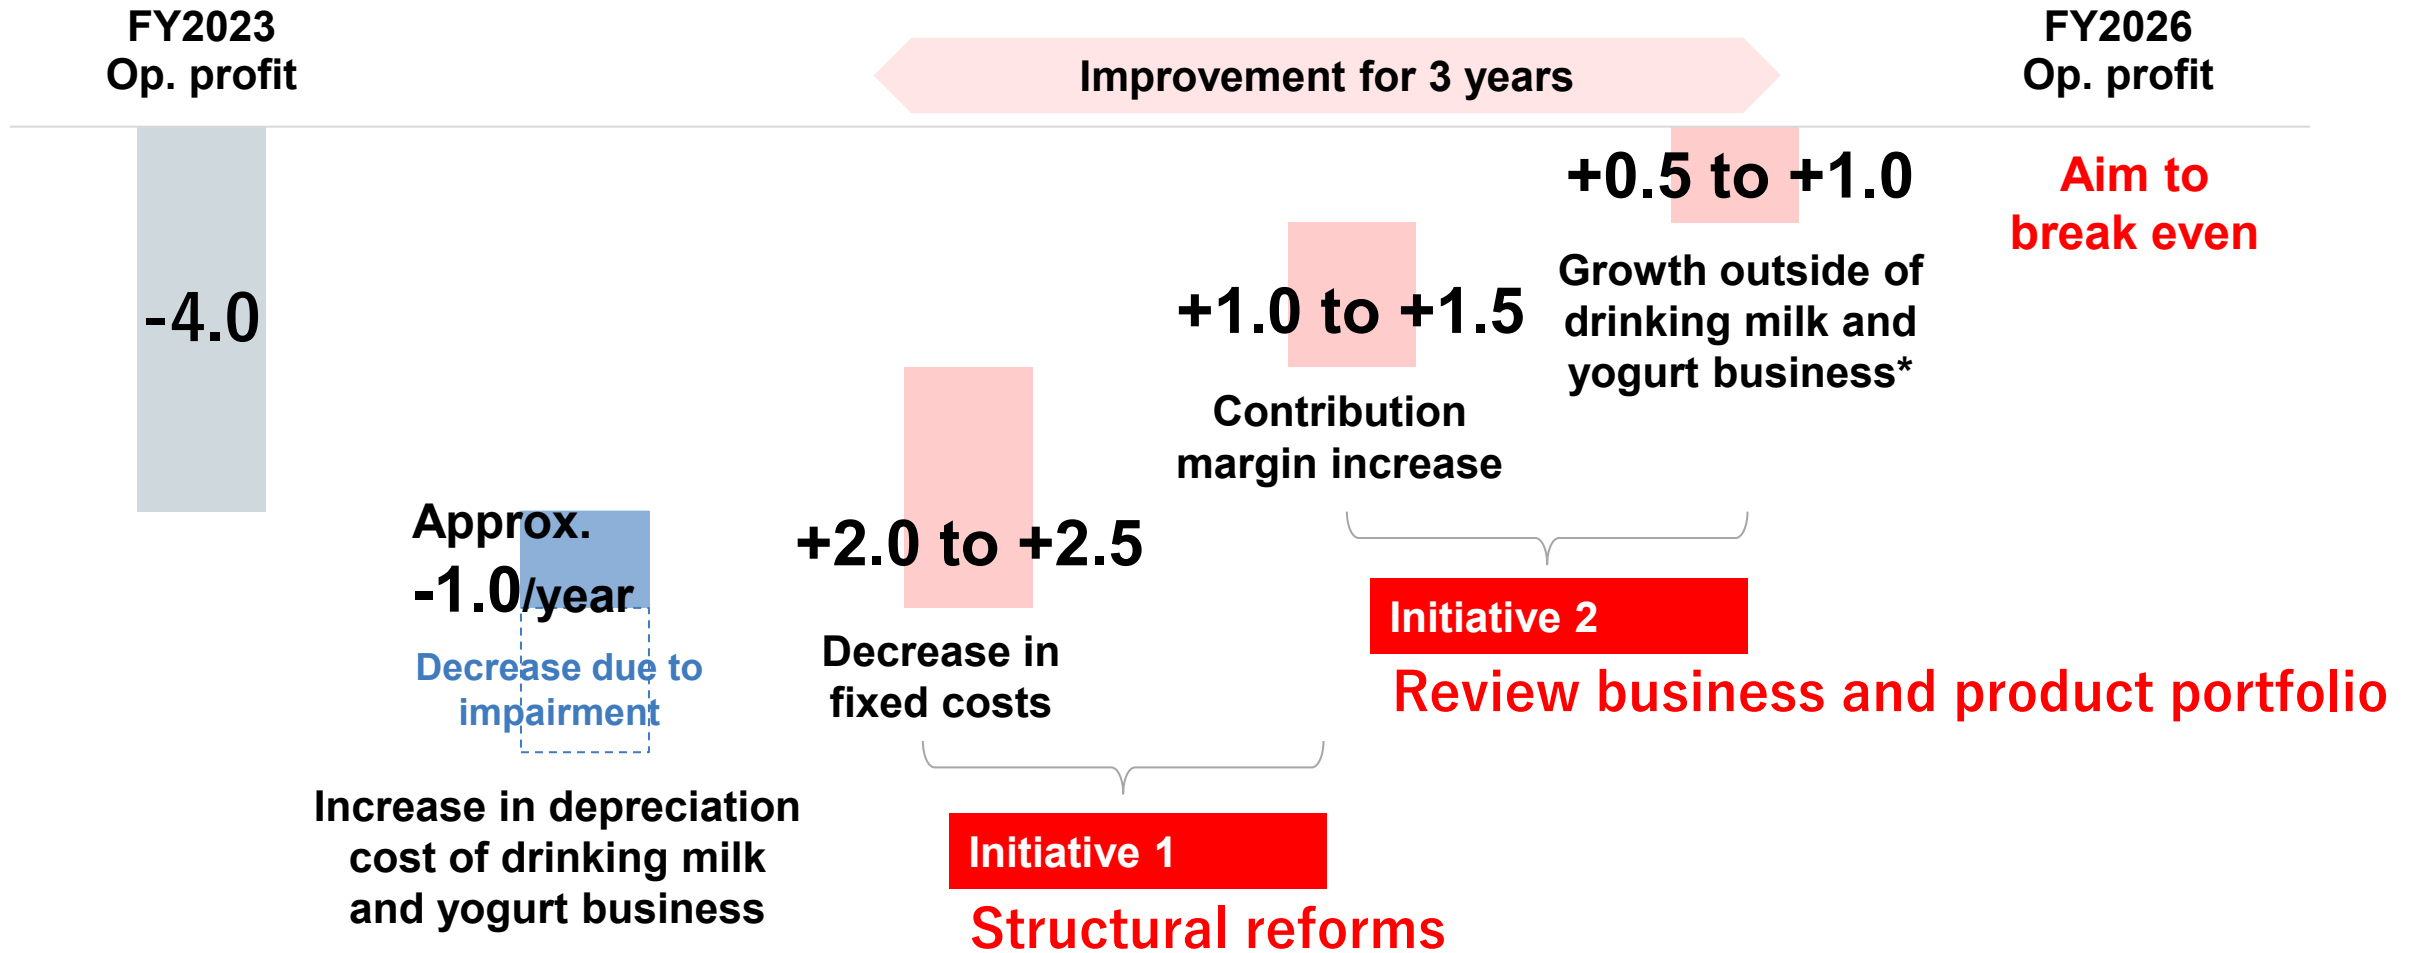 FY2023
Op. profit
Improvement for 3 years
FY2026
Op. profit
-4.0
Approx.
-1.0/year
Decrease due to
impairment
Increase in depreciation
cost of drinking milk
and yogurt business
+2.0 to +2.5
Decrease in
fixed costs
+1.0 to +1.5
Contribution
margin increase
+0.5 to +1.0
Growth outside of
drinking milk and
yogurt business*
Aim to
break even
Initiative 1
Structural reforms
Initiative 2
Review business and product portfolio